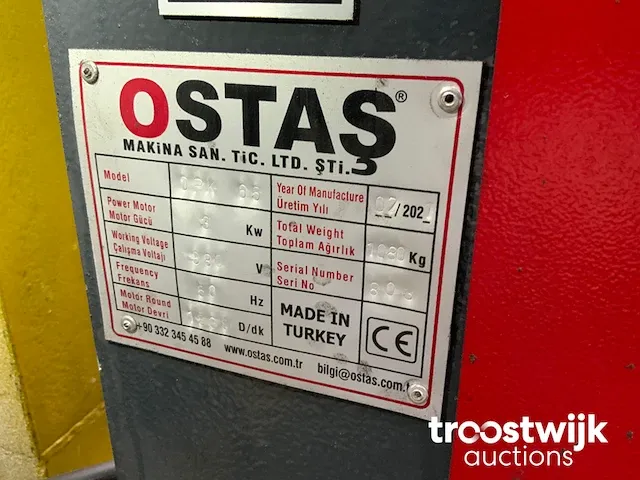 OSTAŞ®
MAKiNA SAN. TiC. LTD. ŞTi.
Model
Power Motor
Motor Gücü
Kw
Working Voltage
Çalışma Voltajı
V
Frequency
Frekans
50 Hz
Motor Round
Motor Devri
D/dk
Year Of Manufacture
Üretim Yılı
/202
Total Weight
Toplam Ağırlık
Kg
Serial Number
Seri No
MADE IN
TURKEY
CE
+90 332 345 45 88
www.ostas.com.tr
bilgi@ostas.com.t
troostwijk
auctions